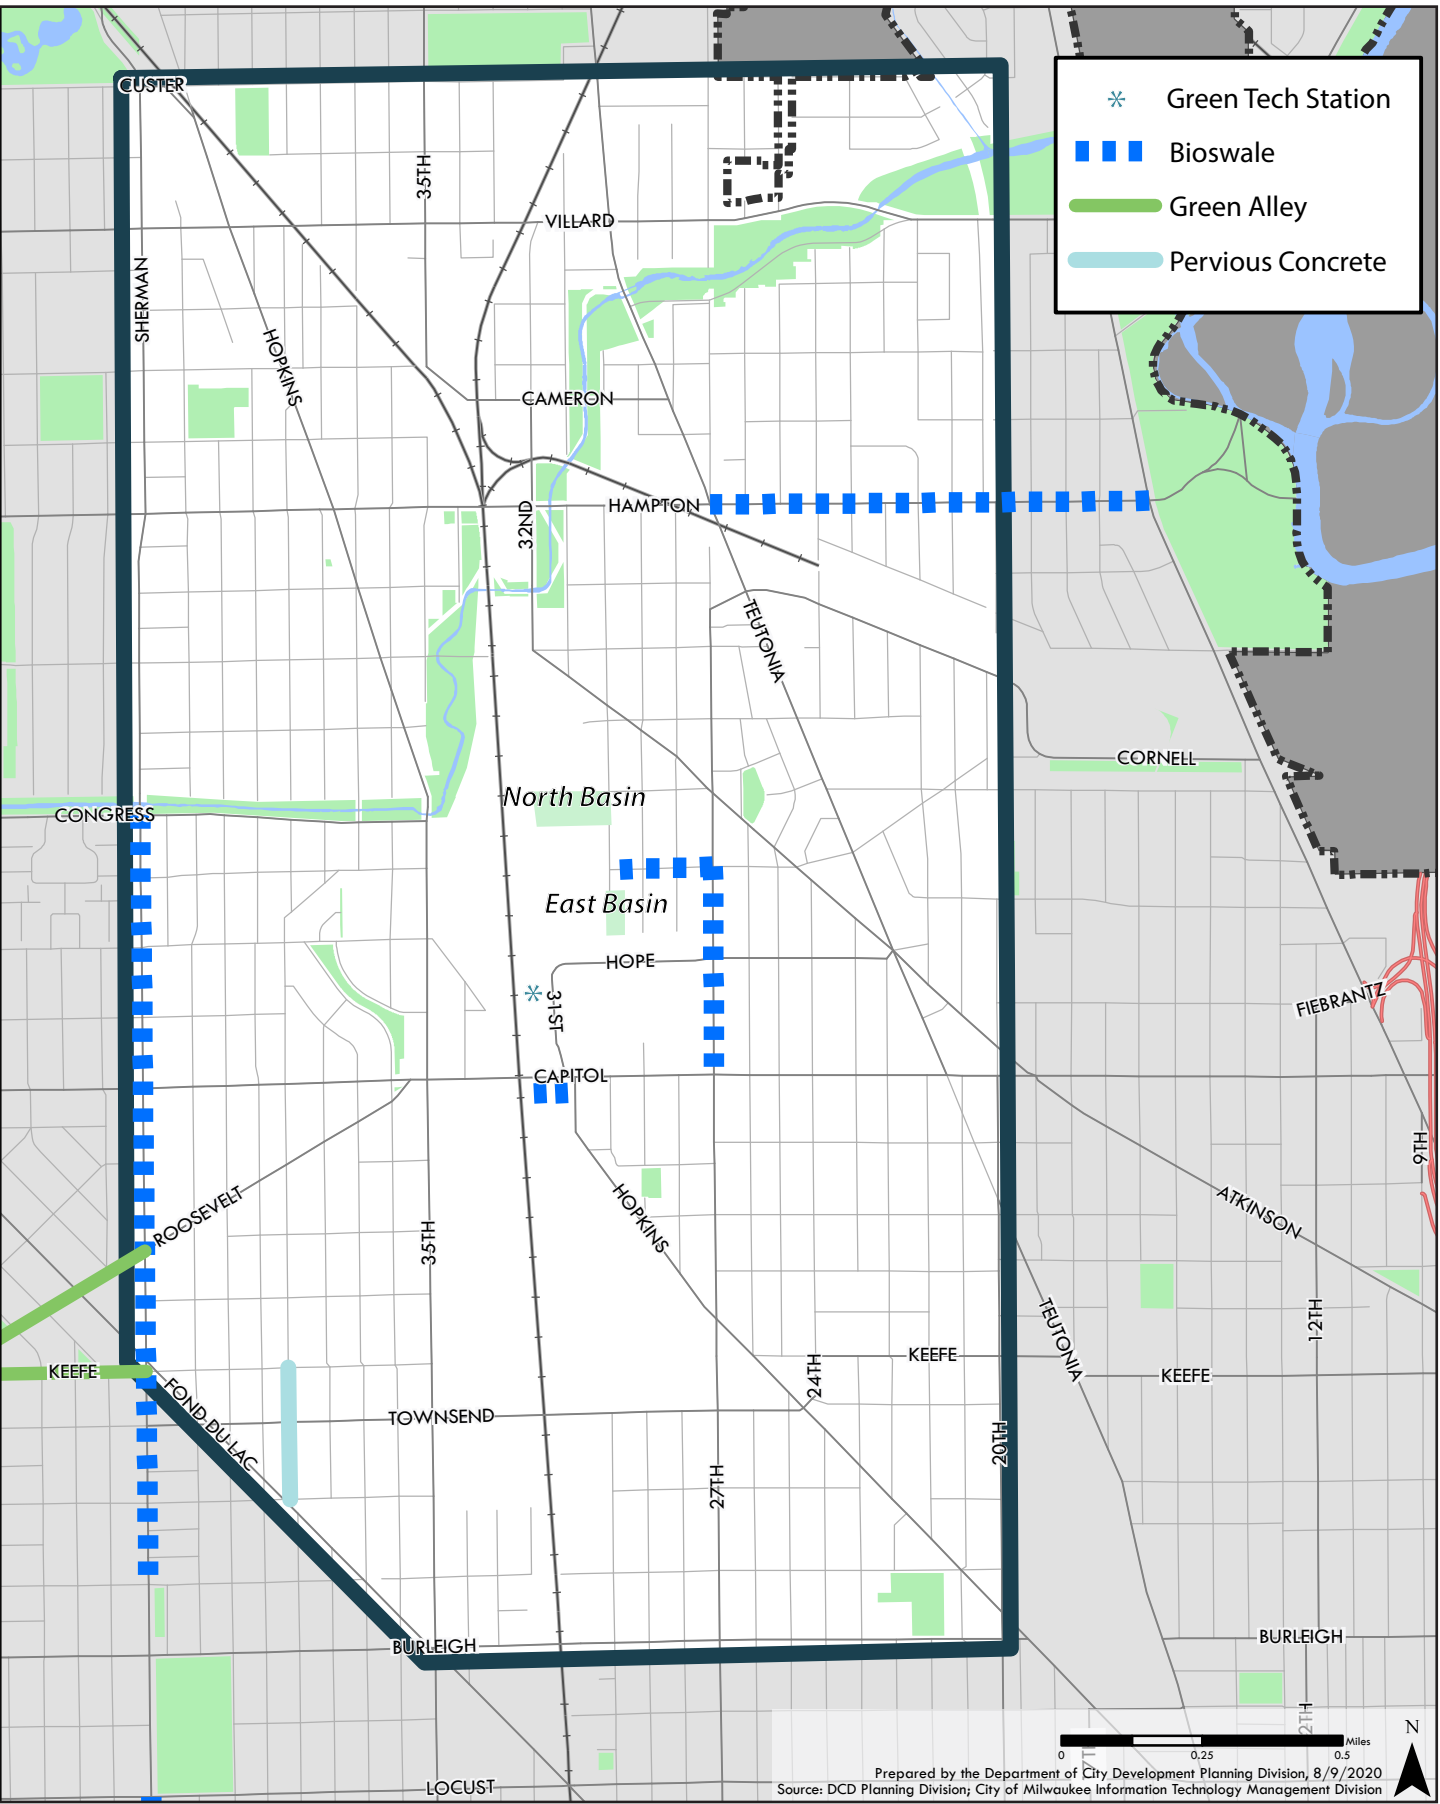 CUSTER
Green Tech Station
Bioswale
Green Alley
Pervious Concrete
35TH
VILLARD
SHERMAN
HOPKINS
CAMERON
HAMPTON
32ND
TEUTONIA
CORNELL
North Basin
CONGRESS
East Basin
HOPE
31ST
FIEBRANTZ
CAPITOL
9TH
ROOSEVELT
HOPKINS
ATKINSON
35TH
12TH
TEUTONIA
KEEFE
24TH
KEEFE
KEEFE
FOND DU LAC
TOWNSEND
20TH
27TH
BURLEIGH
BURLEIGH
2TH
N
Miles
0 0.25 0.5
Prepared by the Department of City Development Planning Division, 8/9/2020
Source: DCD Planning Division; City of Milwaukee Information Technology Management Division
LOCUST